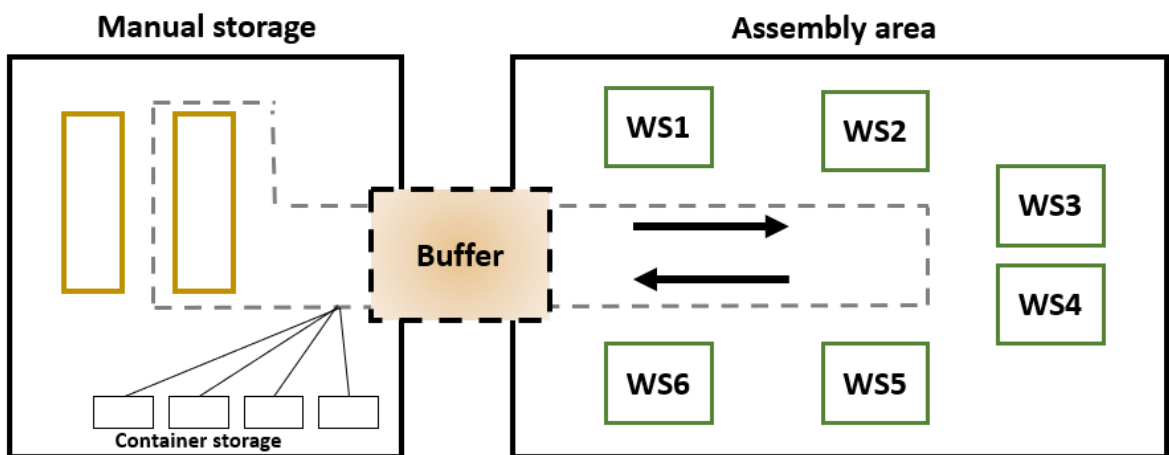 Manual storage
Assembly area
WS1
WS2
WS3
Buffer
WS4
WS6
WS5
Container storage